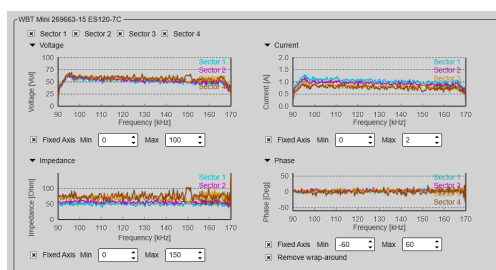 WBT Mini 269663-15 ES120-7C
Sector 1 Sector 2 Sector 3 Sector 4
Voltage
Voltage [Vol]
100
75
50
25
0
Sector 1
Sector 2
Sector 4
90 100 110 120 130 140 150 160 170
Frequency [kHz]
Fixed Axis Min 0 Max 100
Current
Current [A]
2.0
1.5
1.0
0.5
0.0
Sector 1
Sector 2
Sector 4
90 100 110 120 130 140 150 160 170
Frequency [kHz]
Fixed Axis Min 0 Max 2
Impedance
Impedance [Ohm]
100
50
0
Sector 1
Sector 2
90 100 110 120 130 140 150 160 170
Frequency [kHz]
Fixed Axis Min 0 Max 150
Phase
Phase [Deg]
50
0
-50
Sector 1
Sector 2
Sector 4
90 100 110 120 130 140 150 160 170
Frequency [kHz]
Fixed Axis Min -60 Max 60
Remove wrap-around